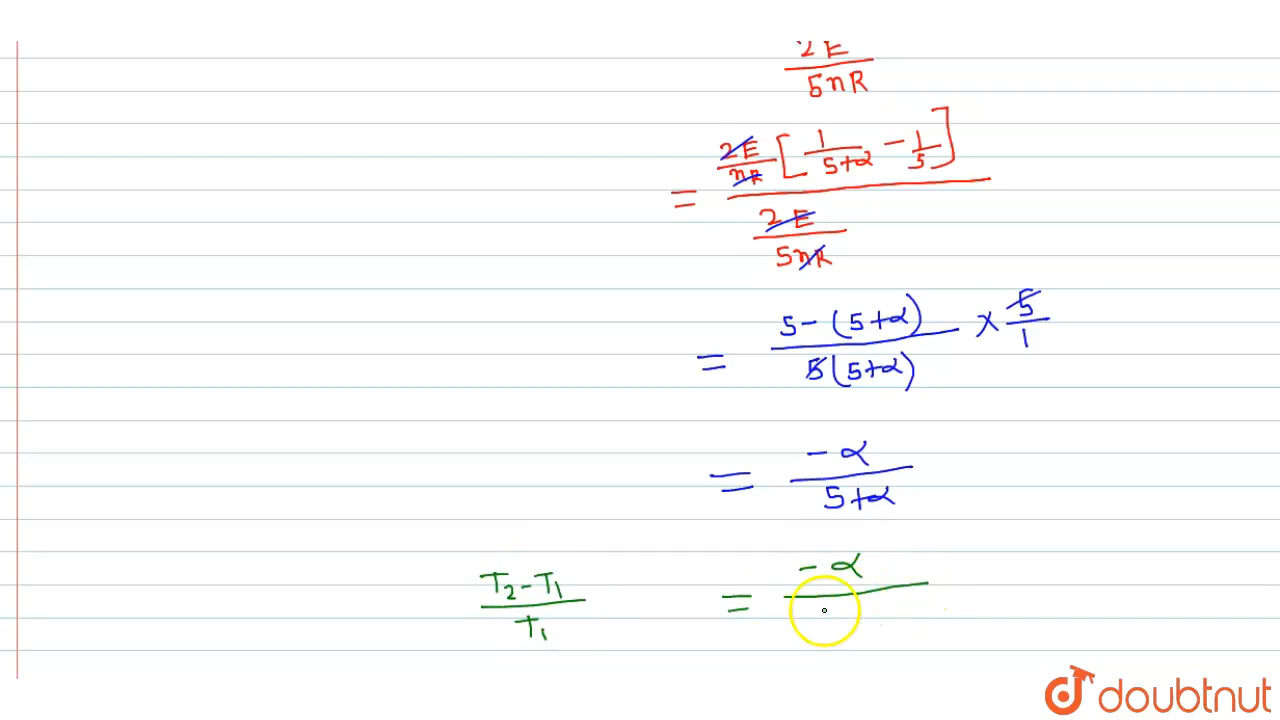 2E
5nR
= 2E/nR [1/5+α - 1/5]
2E
5nR
= 5-(5+α)/5(5+α) × 5/1
= -α/5+α
T₂-T₁/T₁ = -α
doubtnut